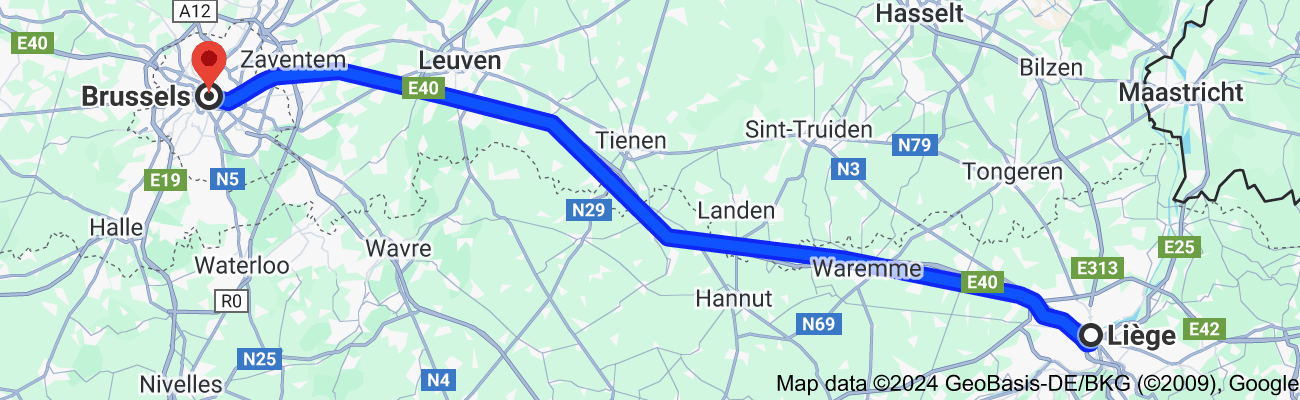 A12
Hasselt
E40
Zaventem
Leuven
Bilzen
E40
Brussels
Maastricht
Tienen
Sint-Truiden
N79
N3
Tongeren
E19
N5
N29
Landen
Halle
Wavre
E25
Waterloo
Waremme
E40
E313
R0
Hannut
N69
E42
Liège
N25
Nivelles
N4
Map data ©2024 GeoBasis-DE/BKG (©2009), Google